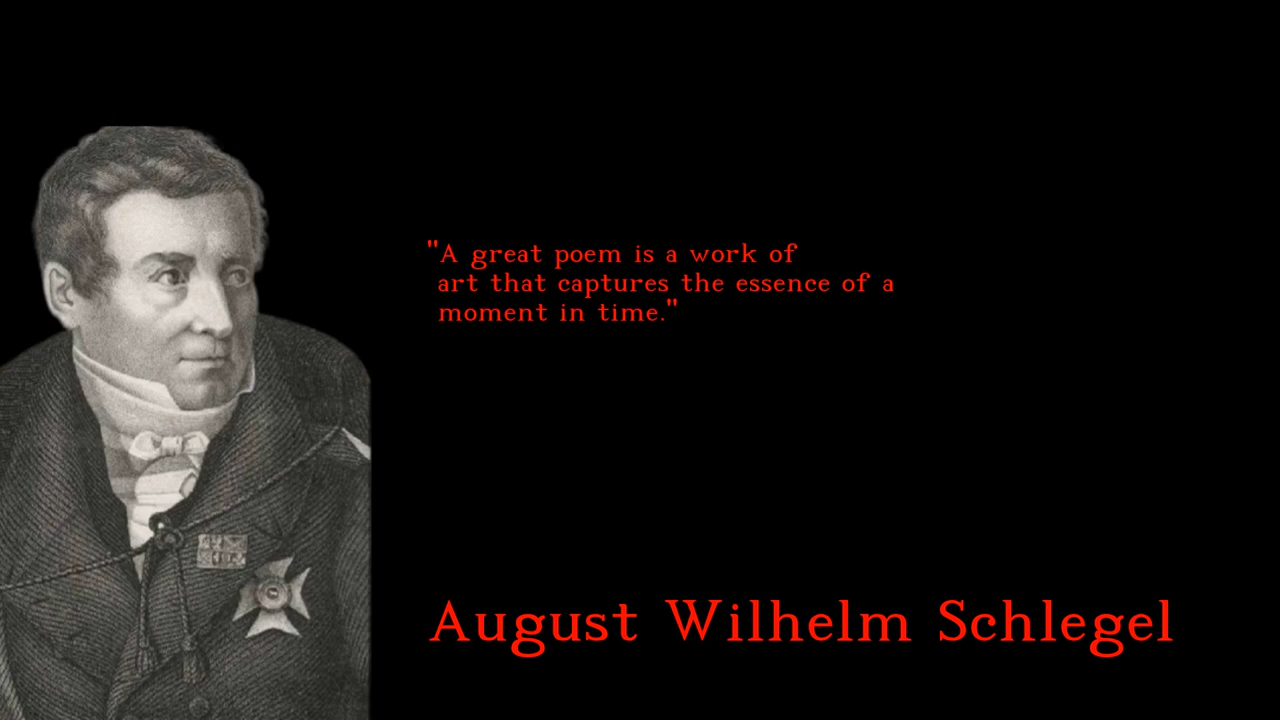 "A great poem is a work of
art that captures the essence of a
moment in time."
August Wilhelm Schlegel